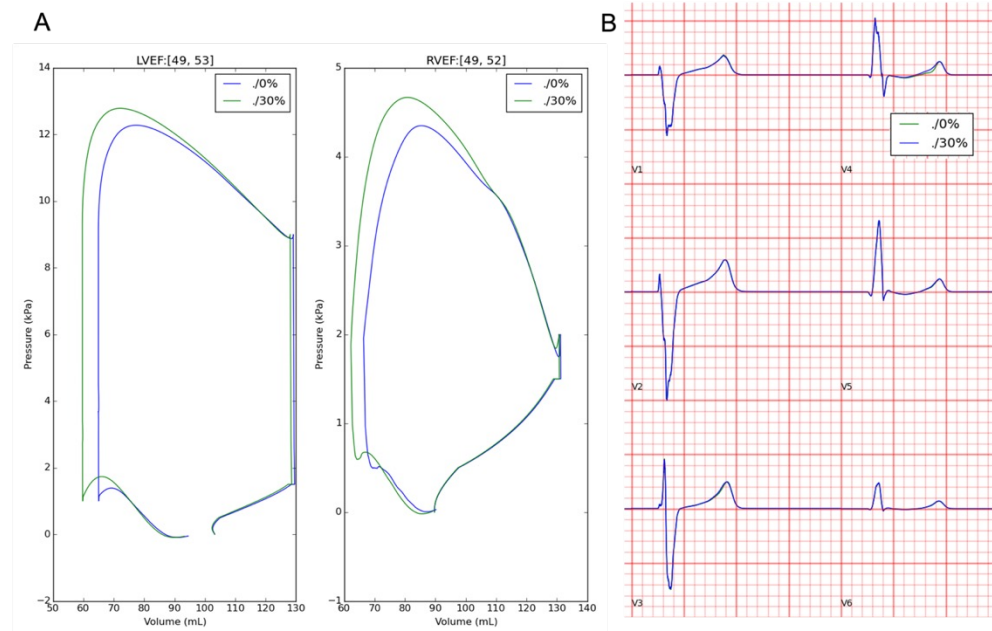 A
B
LVEF:[49, 53]
./0%
./30%
14
12
10
8
6
4
2
0
−2
Pressure (kPa)
50 60 70 80 90 100 110 120 130
Volume (mL)
RVEF:[49, 52]
./0%
./30%
5
4
3
2
1
0
−1
Pressure (kPa)
60 70 80 90 100 110 120 130 140
Volume (mL)
./0%
./30%
V1
V4
V2
V5
V3
V6